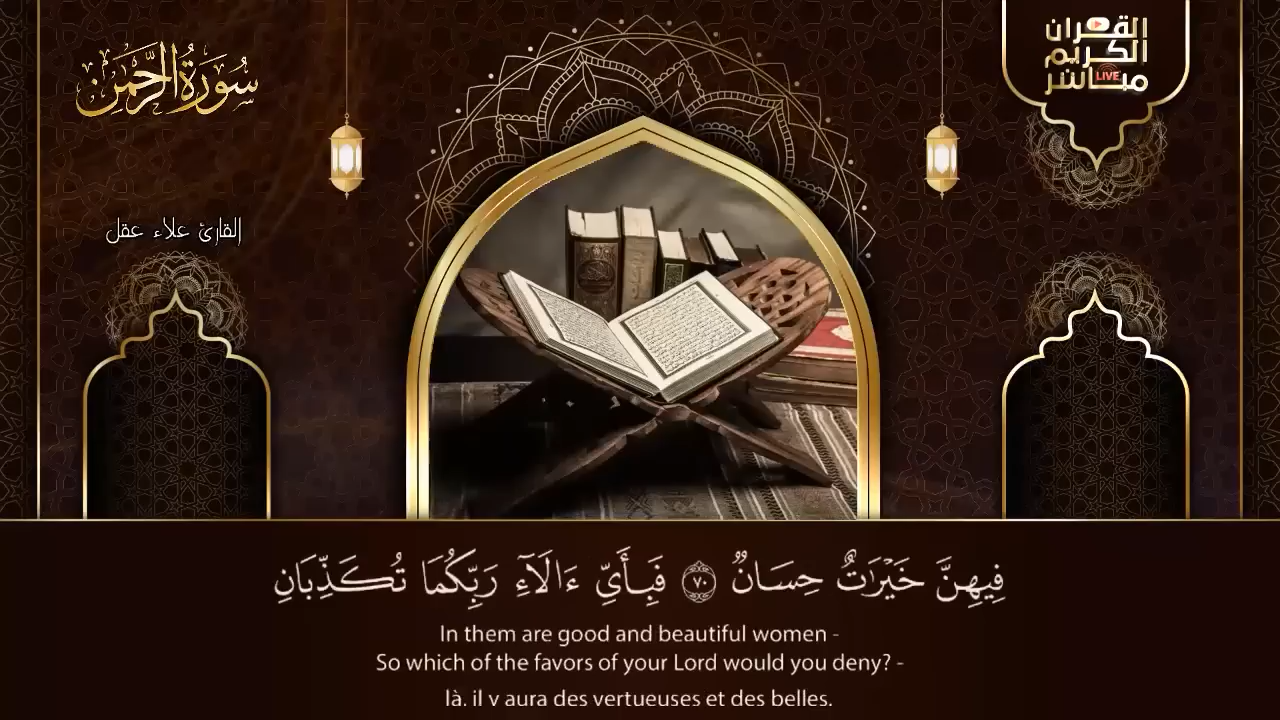 سُورَةُ الرَّحْمَن
القرآن
الكريم
مباشر
LIVE
القارئ علاء عقل
فِيهِنَّ خَيْرَٰتٌ حِسَانٌ ٧٠ فَبِأَيِّ ءَالَآءِ رَبِّكُمَا تُكَذِّبَانِ
In them are good and beautiful women -
So which of the favors of your Lord would you deny? -
là. il y aura des vertueuses et des belles.